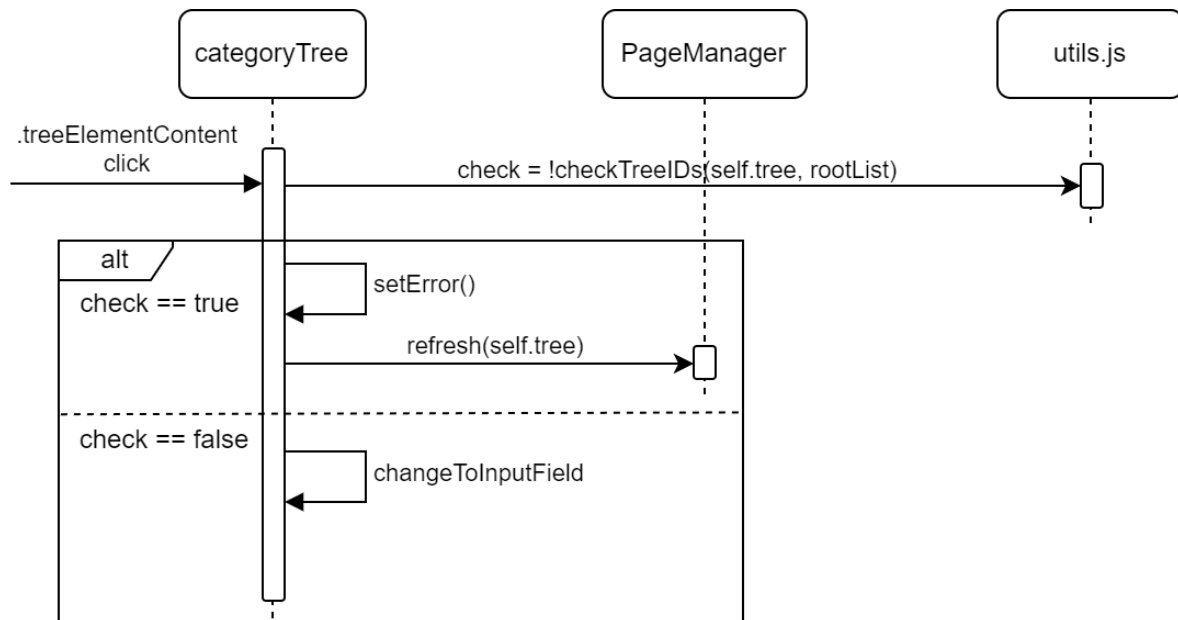 categoryTree
PageManager
utils.js
.treeElementContent
click
check = !checkTreeIDs(self.tree, rootList)
alt
check == true
setError()
refresh(self.tree)
check == false
changeToInputField